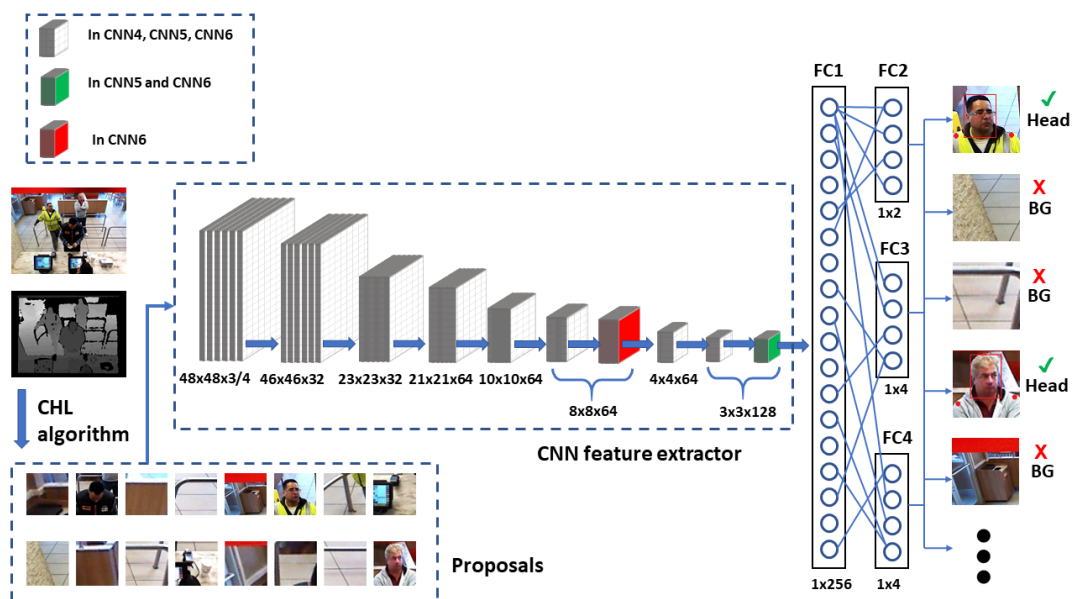 In CNN4, CNN5, CNN6
In CNN5 and CNN6
In CNN6
CHL
algorithm
48x48x3/4
46x46x32
23x23x32
21x21x64
10x10x64
8x8x64
4x4x64
3x3x128
CNN feature extractor
Proposals
FC1
1x256
FC2
1x2
FC3
1x4
FC4
1x4
✓
Head
X
BG
X
BG
✓
Head
X
BG